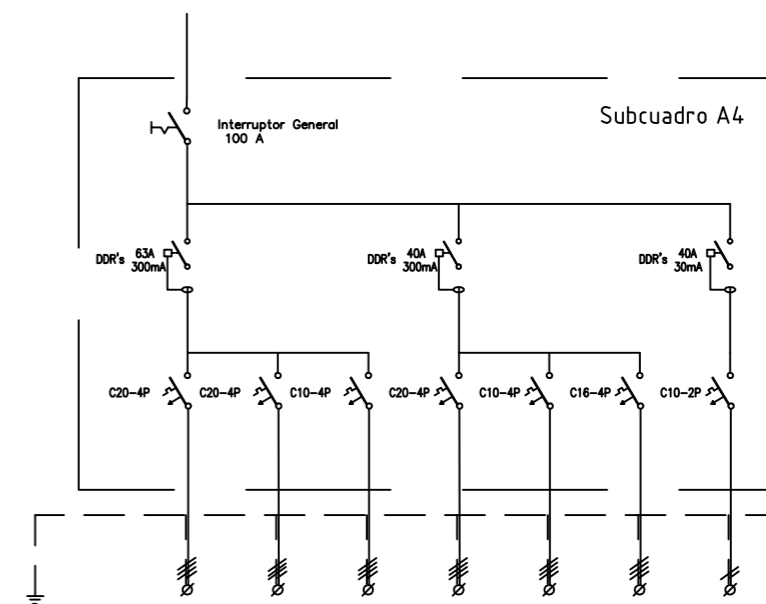 Subcuadro A4
Interruptor General
100 A
DDR's 63A
300mA
DDR's 40A
300mA
DDR's 40A
30mA
C20-4P
C20-4P
C10-4P
C20-4P
C10-4P
C16-4P
C10-2P